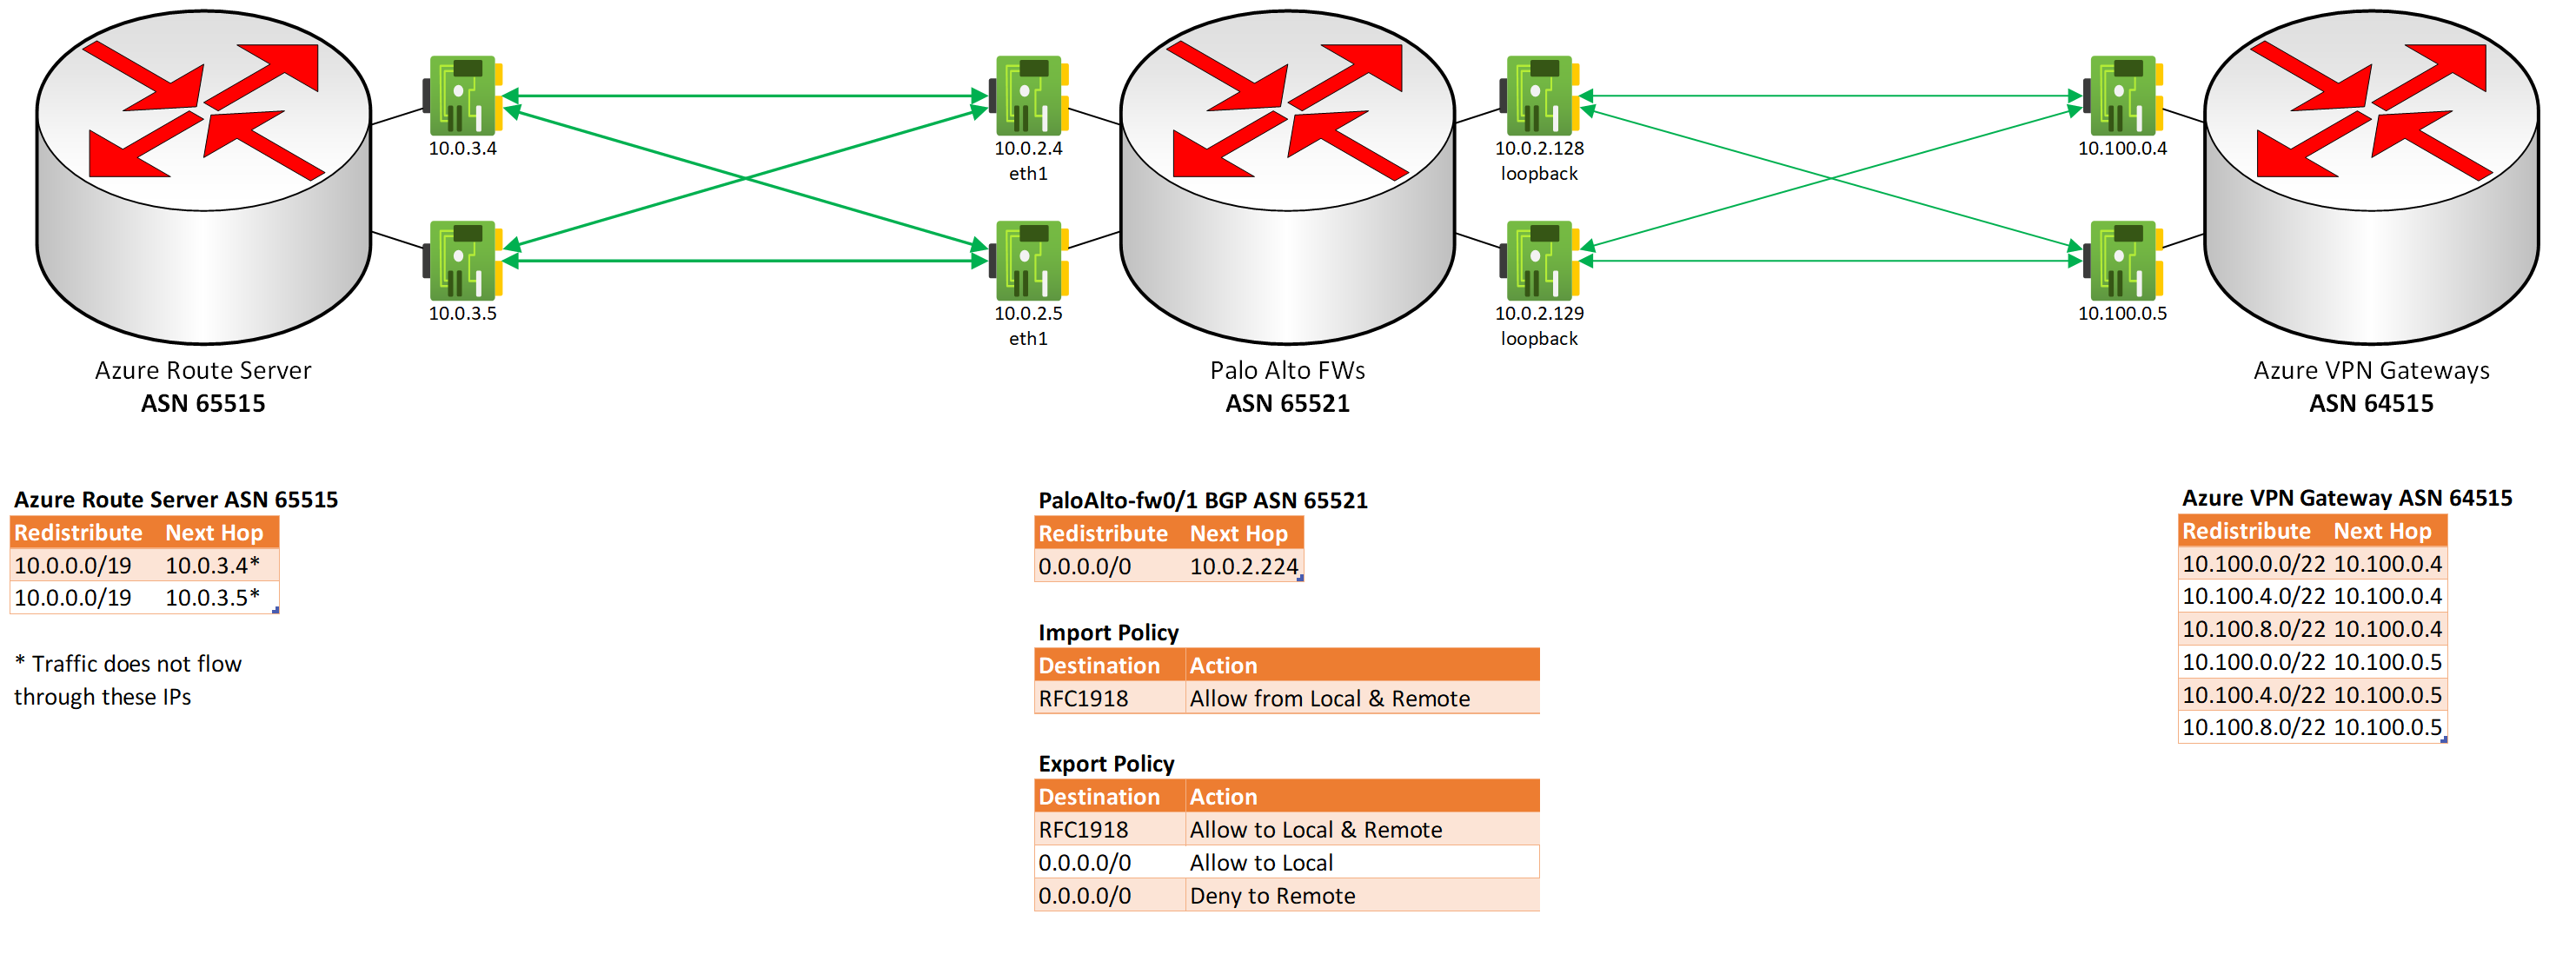 10.0.3.4
10.0.2.4
eth1
10.0.2.128
loopback
10.100.0.4
10.0.3.5
10.0.2.5
eth1
10.0.2.129
loopback
10.100.0.5
Azure Route Server
ASN 65515
Palo Alto FWs
ASN 65521
Azure VPN Gateways
ASN 64515
Azure Route Server ASN 65515
Redistribute Next Hop
10.0.0.0/19 10.0.3.4*
10.0.0.0/19 10.0.3.5*
* Traffic does not flow
through these IPs
PaloAlto-fw0/1 BGP ASN 65521
Redistribute Next Hop
0.0.0.0/0 10.0.2.224
Import Policy
Destination Action
RFC1918 Allow from Local & Remote
Export Policy
Destination Action
RFC1918 Allow to Local & Remote
0.0.0.0/0 Allow to Local
0.0.0.0/0 Deny to Remote
Azure VPN Gateway ASN 64515
Redistribute Next Hop
10.100.0.0/22 10.100.0.4
10.100.4.0/22 10.100.0.4
10.100.8.0/22 10.100.0.4
10.100.0.0/22 10.100.0.5
10.100.4.0/22 10.100.0.5
10.100.8.0/22 10.100.0.5